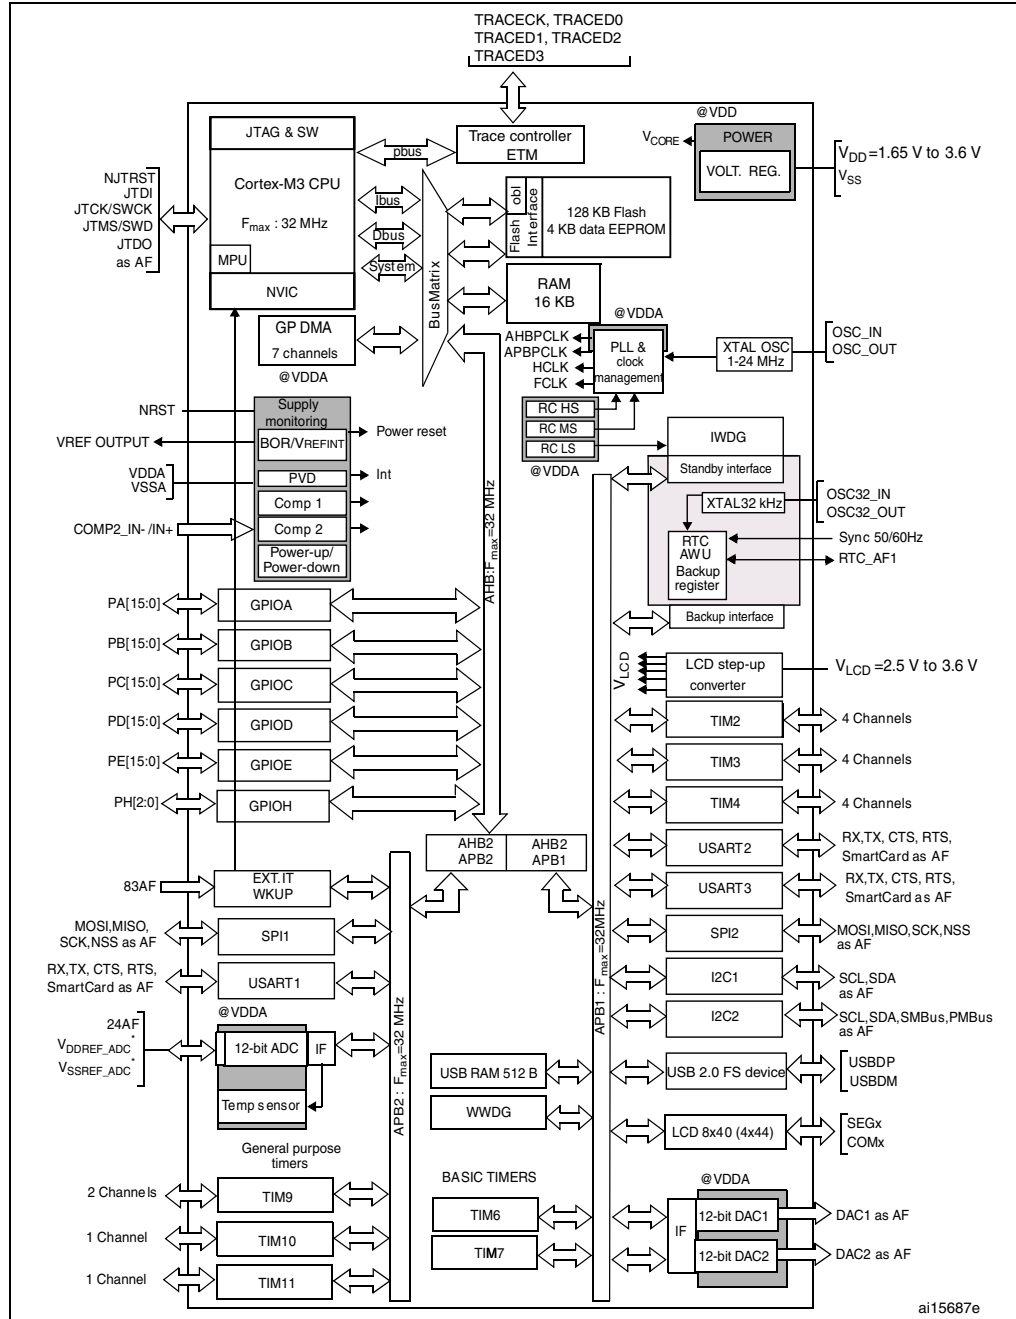 TRACECK, TRACED0
TRACED1, TRACED2
TRACED3
JTAG & SW
pbus
Trace controller
ETM
@VDD
VCORE
POWER
VOLT. REG.
VDD=1.65 V to 3.6 V
VSS
NJTRST
JTDI
JTCK/SWCK
JTMS/SWD
JTDO
as AF
Cortex-M3 CPU
Fmax : 32 MHz
MPU
NVIC
Ibus
Dbus
System
BusMatrix
Flash
obl
Interface
128 KB Flash
4 KB data EEPROM
RAM
16 KB
GP DMA
7 channels
@VDDA
AHBPCLK
APBPCLK
HCLK
FCLK
@VDDA
PLL &
clock
management
XTAL OSC
1-24 MHz
OSC_IN
OSC_OUT
RC HS
RC MS
RC LS
@VDDA
IWDG
Standby interface
NRST
VREF OUTPUT
VDDA
VSSA
COMP2_IN- /IN+
Supply
monitoring
BOR/VREFINT
Power reset
PVD
Int
Comp 1
Comp 2
Power-up/
Power-down
AHB:Fmax=32 MHz
XTAL32 kHz
OSC32_IN
OSC32_OUT
RTC
AWU
Backup
register
Sync 50/60Hz
RTC_AF1
Backup interface
PA[15:0]
GPIOA
PB[15:0]
GPIOB
PC[15:0]
GPIOC
PD[15:0]
GPIOD
PE[15:0]
GPIOE
PH[2:0]
GPIOH
VLCD
LCD step-up
converter
VLCD =2.5 V to 3.6 V
TIM2
4 Channels
TIM3
4 Channels
TIM4
4 Channels
AHB2
APB2
AHB2
APB1
USART2
RX,TX, CTS, RTS,
SmartCard as AF
USART3
RX,TX, CTS, RTS,
SmartCard as AF
83AF
EXT.IT
WKUP
MOSI,MISO,
SCK,NSS as AF
SPI1
RX,TX, CTS, RTS,
SmartCard as AF
USART1
APB2 : Fmax=32 MHz
APB1 : Fmax=32MHz
SPI2
MOSI,MISO,SCK,NSS
as AF
I2C1
SCL,SDA
as AF
I2C2
SCL,SDA,SMBus,PMBus
as AF
@VDDA
24AF
VDDREF_ADC*
VSSREF_ADC*
12-bit ADC
IF
Temp sensor
USB RAM 512 B
USB 2.0 FS device
USBDP
USBDM
WWDG
LCD 8x40 (4x44)
SEGx
COMx
General purpose
timers
2 Channels
TIM9
1 Channel
TIM10
1 Channel
TIM11
BASIC TIMERS
TIM6
TIM7
@VDDA
IF
12-bit DAC1
DAC1 as AF
12-bit DAC2
DAC2 as AF
ai15687e